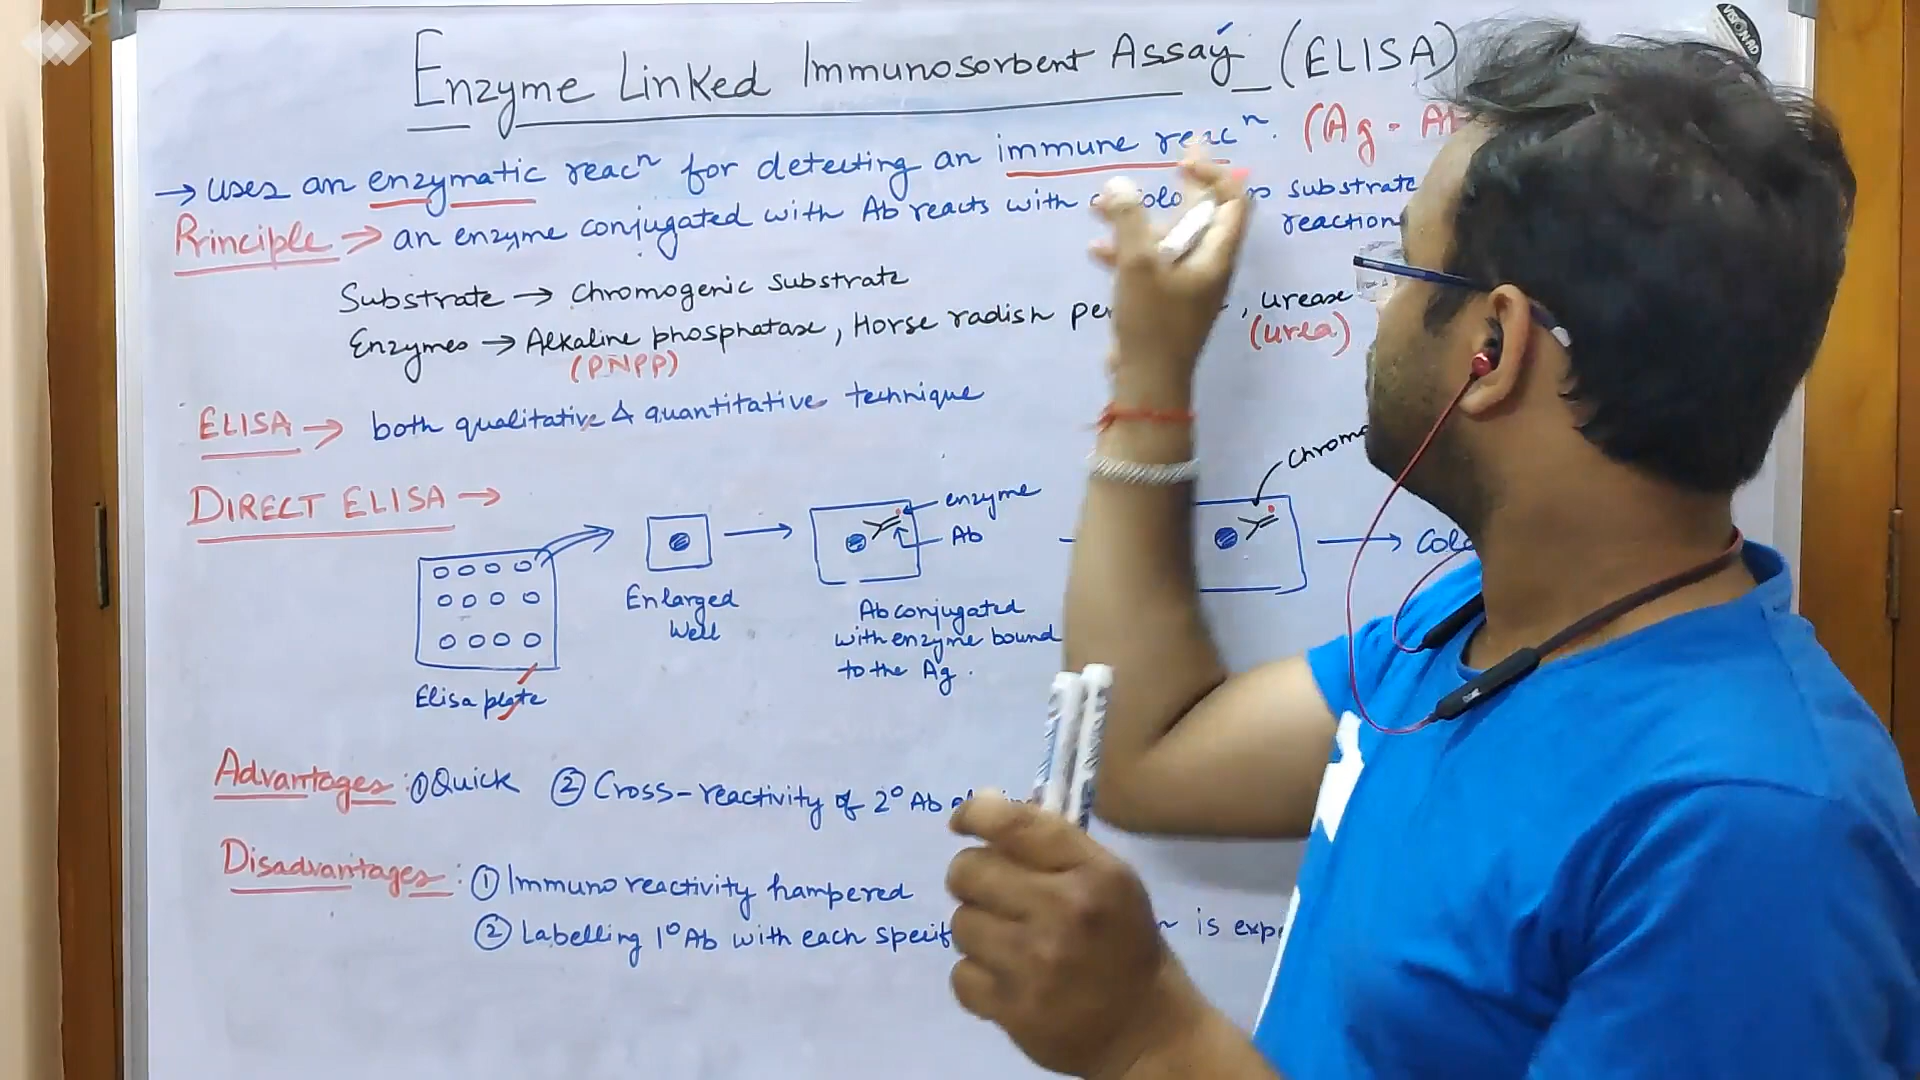 Enzyme Linked Immunosorbent Assay (ELISA)
→ uses an enzymatic reacⁿ for detecting an immune reacⁿ. (Ag - Ab
Principle → an enzyme conjugated with Ab reacts with substrate
reaction
Substrate → chromogenic substrate
Enzymes → Alkaline phosphatase, Horse radish , urease
(PNPP) (urea)
ELISA → both qualitative & quantitative technique
DIRECT ELISA →
enzyme
Ab
Enlarged
Well
Ab conjugated
with enzyme bound
to the Ag.
Elisa plate
Advantages: ① Quick ② Cross-reactivity of 2° Ab
Disadvantages: ① Immuno reactivity hampered
② Labelling 1° Ab with each is
VISION AD